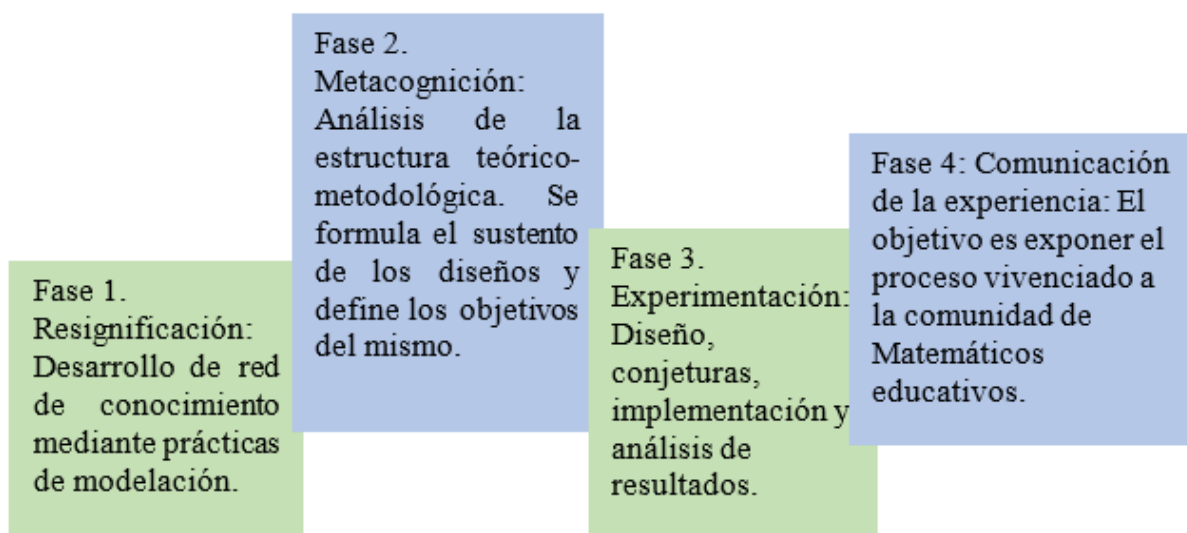 Fase 1.
Resignificación:
Desarrollo de red
de conocimiento
mediante prácticas
de modelación.
Fase 2.
Metacognición:
Análisis de la
estructura teórico-
metodológica. Se
formula el sustento
de los diseños y
define los objetivos
del mismo.
Fase 3.
Experimentación:
Diseño,
conjeturas,
implementación y
análisis de
resultados.
Fase 4: Comunicación
de la experiencia: El
objetivo es exponer el
proceso vivenciado a
la comunidad de
Matemáticos
educativos.